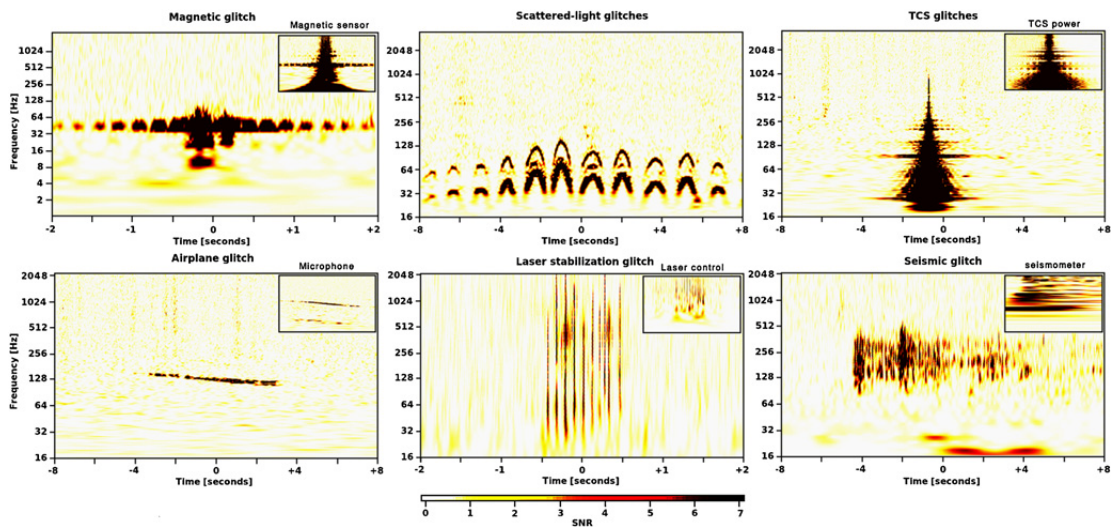 Magnetic glitch
Magnetic sensor
Frequency [Hz]
1024
512
256
128
64
32
16
8
4
2
-2 -1 0 +1 +2
Time [seconds]
Scattered-light glitches
2048
1024
512
256
128
64
32
16
-8 -4 0 +4 +8
Time [seconds]
TCS glitches
TCS power
2048
1024
512
256
128
64
32
16
-8 -4 0 +4 +8
Time [seconds]
Airplane glitch
Microphone
Frequency [Hz]
2048
1024
512
256
128
64
32
16
-8 -4 0 +4 +8
Time [seconds]
Laser stabilization glitch
Laser control
2048
1024
512
256
128
64
32
16
-2 -1 0 +1 +2
Time [seconds]
Seismic glitch
seismometer
2048
1024
512
256
128
64
32
16
-8 -4 0 +4 +8
Time [seconds]
0 1 2 3 4 5 6 7
SNR